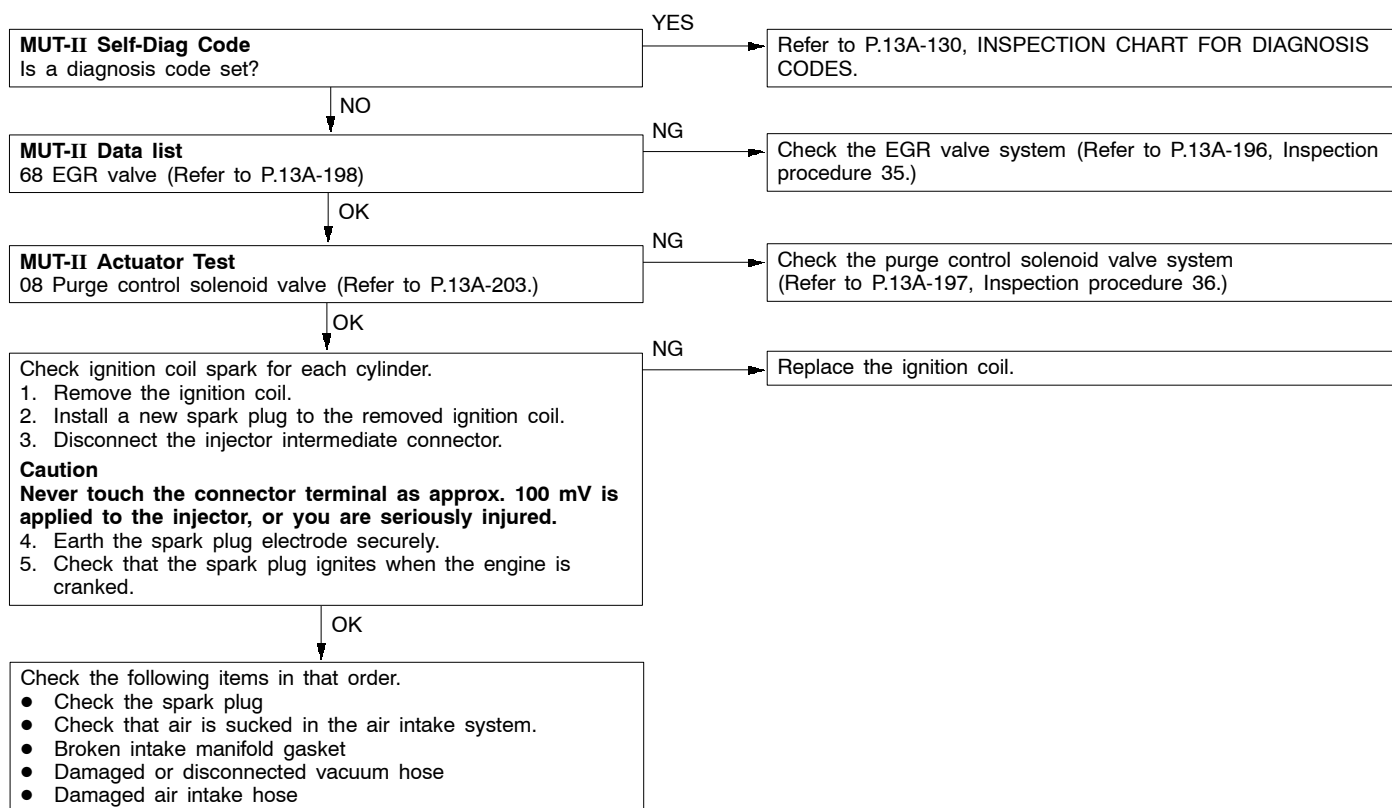 YES
MUT-II Self-Diag Code
Is a diagnosis code set?
Refer to P.13A-130, INSPECTION CHART FOR DIAGNOSIS
CODES.
NO
NG
MUT-II Data list
68 EGR valve (Refer to P.13A-198)
Check the EGR valve system (Refer to P.13A-196, Inspection
procedure 35.)
OK
NG
MUT-II Actuator Test
08 Purge control solenoid valve (Refer to P.13A-203.)
Check the purge control solenoid valve system
(Refer to P.13A-197, Inspection procedure 36.)
OK
NG
Check ignition coil spark for each cylinder.
1. Remove the ignition coil.
2. Install a new spark plug to the removed ignition coil.
3. Disconnect the injector intermediate connector.
Caution
Never touch the connector terminal as approx. 100 mV is
applied to the injector, or you are seriously injured.
4. Earth the spark plug electrode securely.
5. Check that the spark plug ignites when the engine is
cranked.
Replace the ignition coil.
OK
Check the following items in that order.
● Check the spark plug
● Check that air is sucked in the air intake system.
● Broken intake manifold gasket
● Damaged or disconnected vacuum hose
● Damaged air intake hose